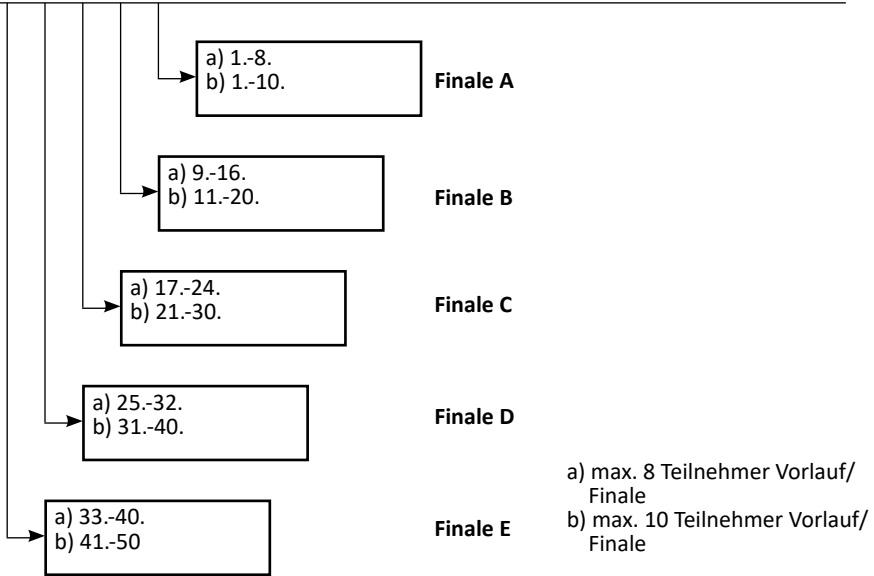 a) 1.-8.
b) 1.-10.
Finale A
a) 9.-16.
b) 11.-20.
Finale B
a) 17.-24.
b) 21.-30.
Finale C
a) 25.-32.
b) 31.-40.
Finale D
a) 33.-40.
b) 41.-50
Finale E
a) max. 8 Teilnehmer Vorlauf/
Finale
b) max. 10 Teilnehmer Vorlauf/
Finale